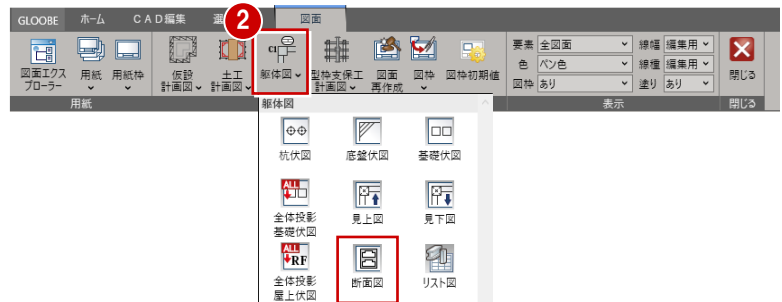 GLOOBE ホーム CAD編集 選 2 図面
図面エクス
プローラー 用紙 用紙枠 仮設
計画図 土工
計画図 躯体図 型枠支保工
計画図 図面
再作成 図枠 図枠初期値
要素 全図面 線幅 編集用
色 ペン色 線種 編集用
図枠 あり 塗り あり
閉じる
用紙 表示 閉じる
躯体図
杭伏図 底盤伏図 基礎伏図
ALL
全体投影
基礎伏図 見上図 見下図
ALL
RF
全体投影
屋上伏図 断面図 リスト図